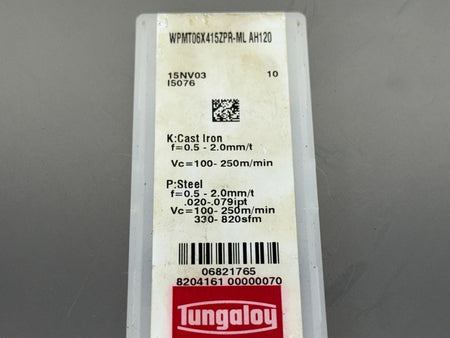 WPMT06X415ZPR-ML AH120
15NV03 10
I5076
K:Cast Iron
f=0.5 - 2.0mm/t
Vc=100- 250m/min
P:Steel
f=0.5 - 2.0mm/t
.020-.079ipt
Vc=100- 250m/min
330- 820sfm
06821765
8204161 00000070
Tungaloy